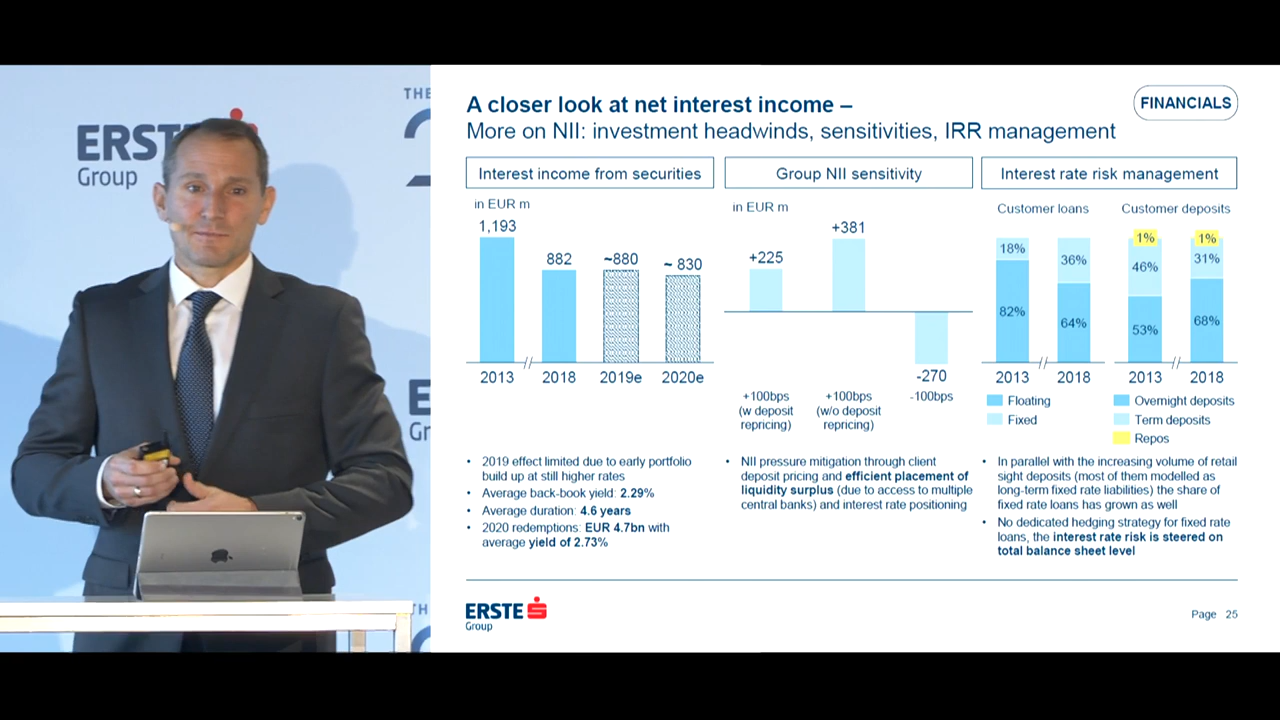 THE
ERSTE
Group
E
Gr
TH
A closer look at net interest income –
More on NII: investment headwinds, sensitivities, IRR management
FINANCIALS
Interest income from securities
in EUR m
1,193
882
~880
~ 830
2013
2018
2019e
2020e
• 2019 effect limited due to early portfolio
build up at still higher rates
• Average back-book yield: 2.29%
• Average duration: 4.6 years
• 2020 redemptions: EUR 4.7bn with
average yield of 2.73%
Group NII sensitivity
in EUR m
+225
+381
-270
+100bps
(w deposit
repricing)
+100bps
(w/o deposit
repricing)
-100bps
• NII pressure mitigation through client
deposit pricing and efficient placement of
liquidity surplus (due to access to multiple
central banks) and interest rate positioning
Interest rate risk management
Customer loans
18%
82%
36%
64%
2013
2018
Floating
Fixed
Customer deposits
1%
46%
53%
1%
31%
68%
2013
2018
Overnight deposits
Term deposits
Repos
• In parallel with the increasing volume of retail
sight deposits (most of them modelled as
long-term fixed rate liabilities) the share of
fixed rate loans has grown as well
• No dedicated hedging strategy for fixed rate
loans, the interest rate risk is steered on
total balance sheet level
ERSTE
Group
Page 25